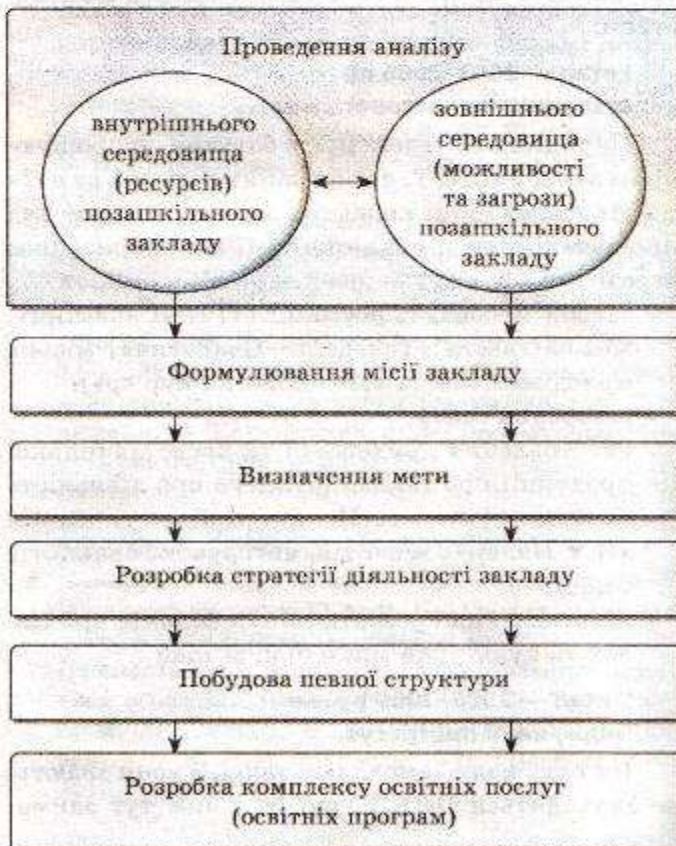 Проведення аналізу
внутрішнього
середовища
(ресурсів)
позашкільного
закладу
зовнішнього
середовища
(можливості
та загрози)
позашкільного
закладу
Формулювання місії закладу
Визначення мети
Розробка стратегії діяльності закладу
Побудова певної структури
Розробка комплексу освітніх послуг
(освітніх програм)